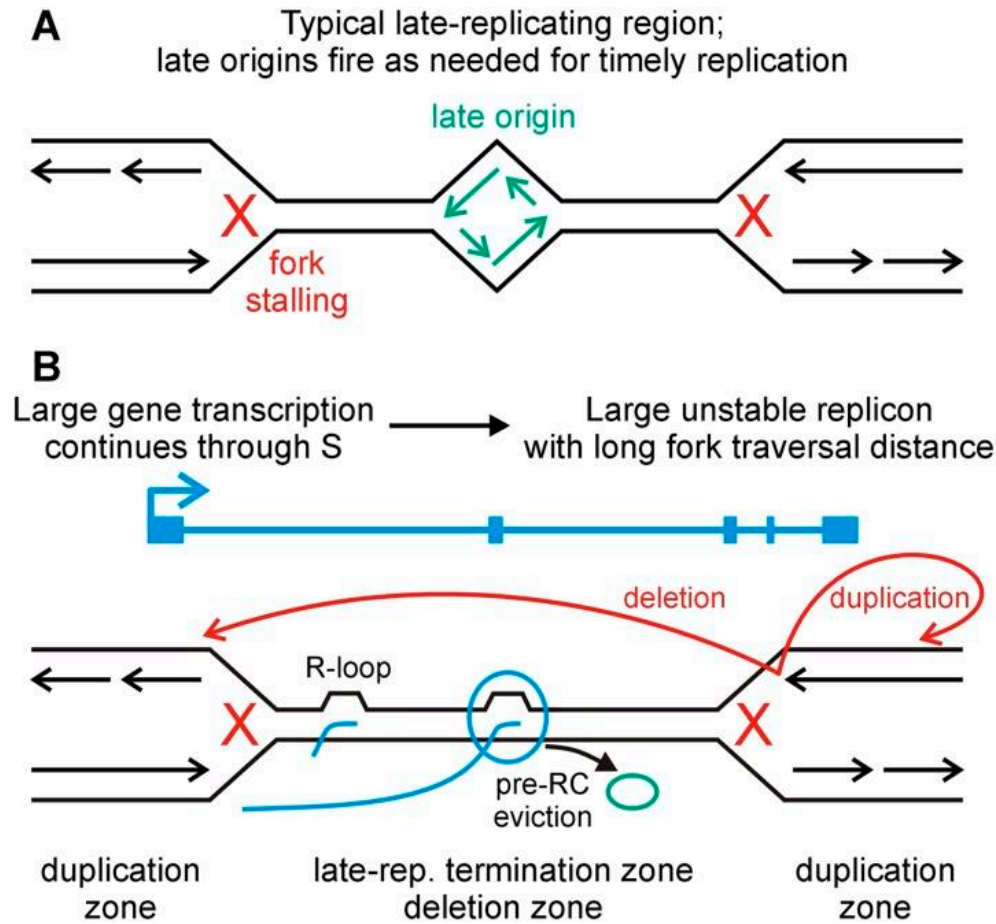 A
Typical late-replicating region;
late origins fire as needed for timely replication
late origin
X
X
fork
stalling
B
Large gene transcription
continues through S
Large unstable replicon
with long fork traversal distance
deletion
duplication
R-loop
X
X
pre-RC
eviction
duplication
zone
late-rep. termination zone
deletion zone
duplication
zone